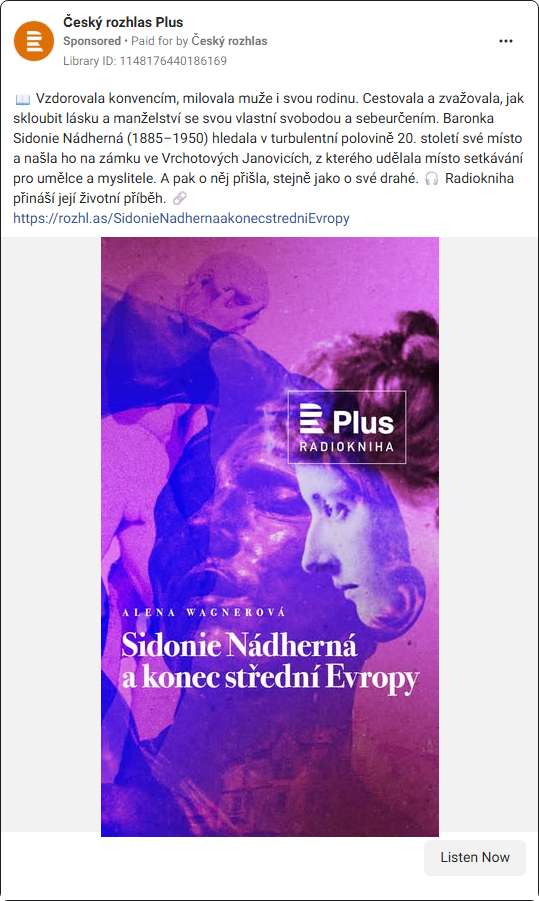 Český rozhlas Plus
Sponsored • Paid for by Český rozhlas
Library ID: 1148176440186169
📖 Vzdorovala konvencím, milovala muže i svou rodinu. Cestovala a zvažovala, jak
skloubit lásku a manželství se svou vlastní svobodou a sebeurčením. Baronka
Sidonie Nádherná (1885–1950) hledala v turbulentní polovině 20. století své místo
a našla ho na zámku ve Vrchotových Janovicích, z kterého udělala místo setkávání
pro umělce a myslitele. A pak o něj přišla, stejně jako o své drahé. 🎧 Radiokniha
přináší její životní příběh. 🔗
https://rozhl.as/SidonieNadhernaakonecstredniEvropy
Plus
RADIOKNIHA
ALENA WAGNEROVÁ
Sidonie Nádherná
a konec střední Evropy
Listen Now